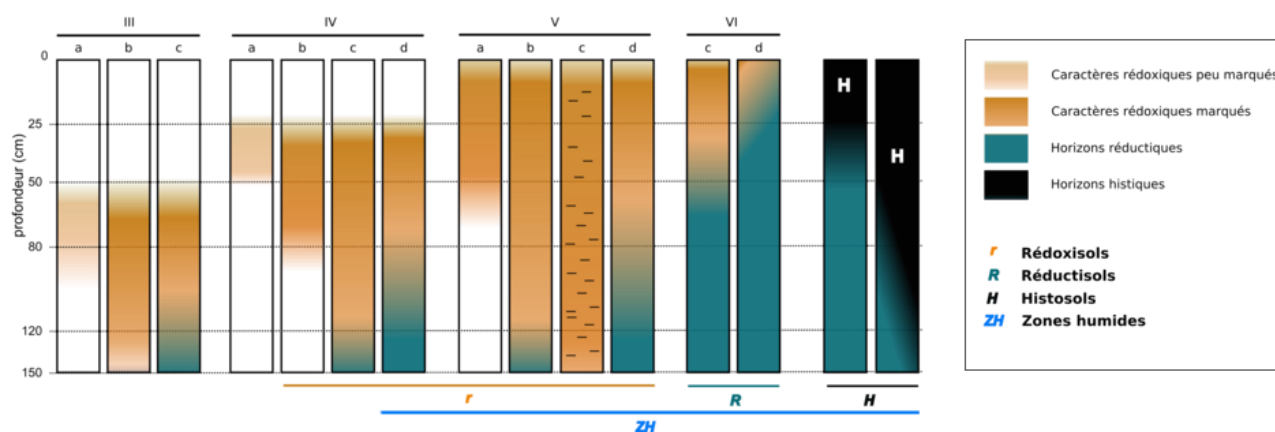 III IV V VI
a b c a b c d a b c d c d
0
25
50
80
120
150
profondeur (cm)
H
H
r R H
ZH
Caractères rédoxiques peu marqués
Caractères rédoxiques marqués
Horizons réductiques
Horizons histiques
r Rédoxisols
R Réductisols
H Histosols
ZH Zones humides